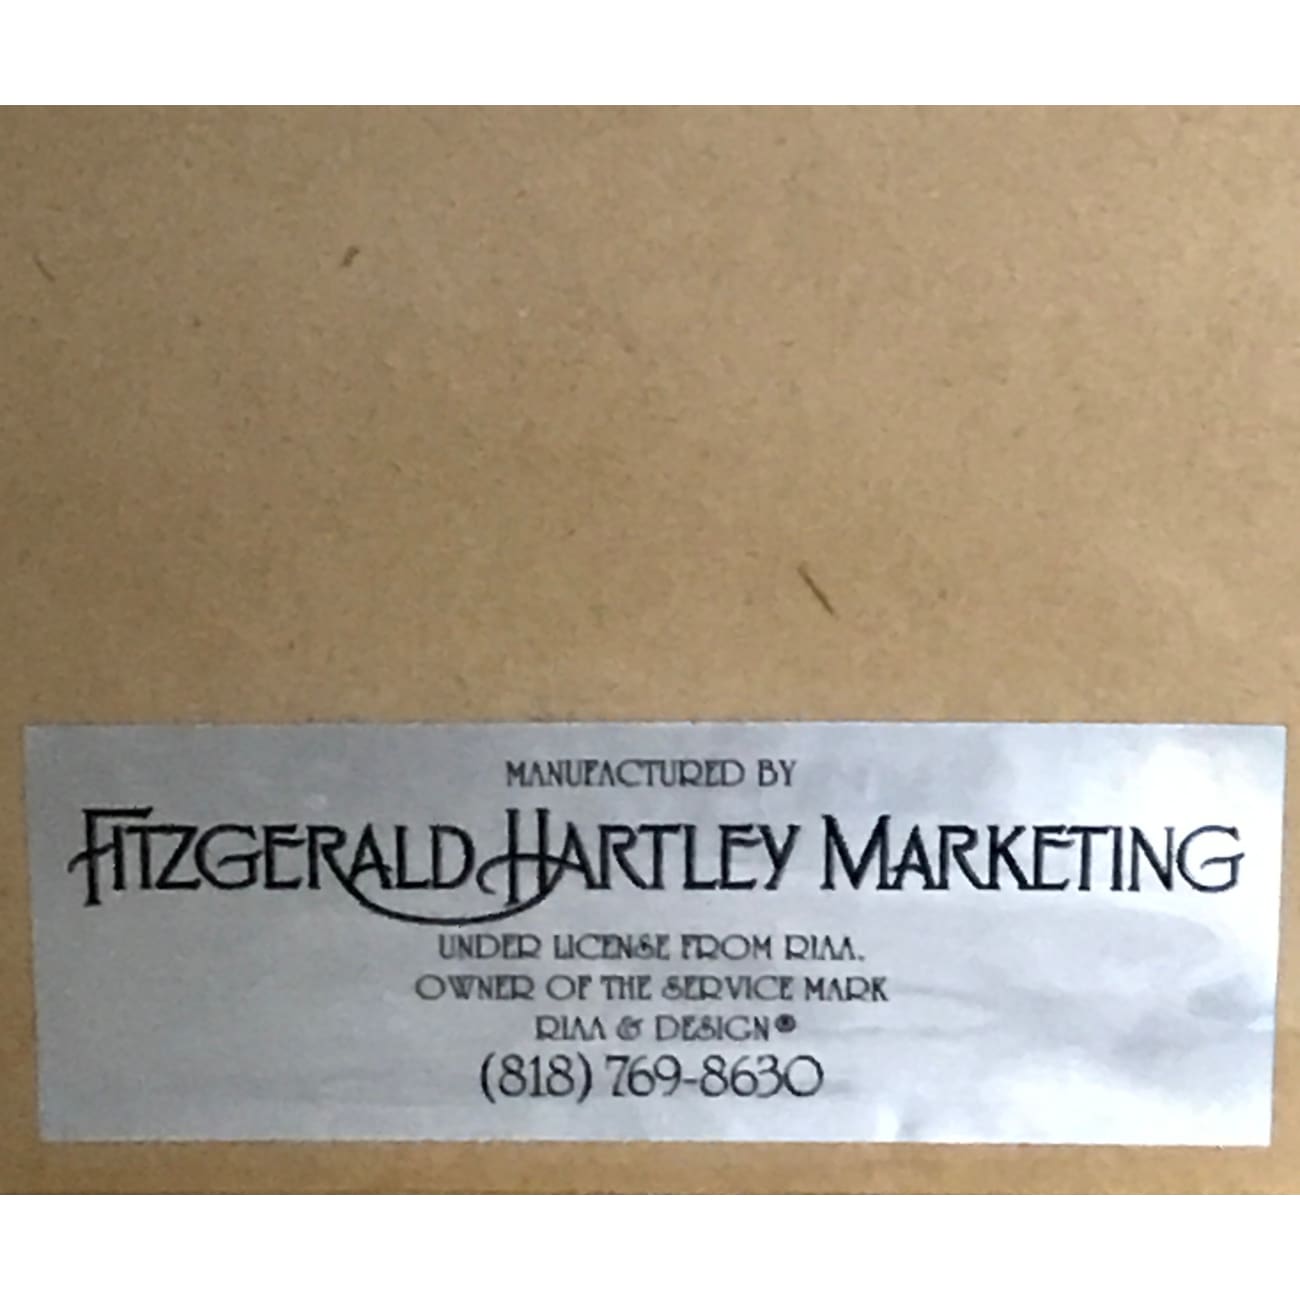 MANUFACTURED BY
FITZGERALD HARTLEY MARKETING
UNDER LICENSE FROM RIAA.
OWNER OF THE SERVICE MARK
RIAA & DESIGN®
(818) 769-8630